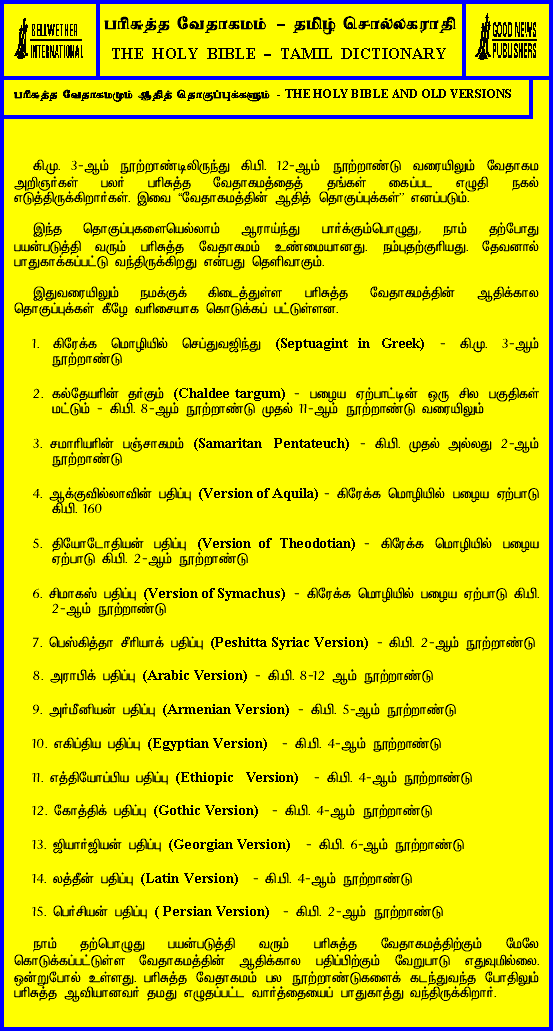 BELLWETHER
INTERNATIONAL
பரிசுத்த வேதாகமம் – தமிழ் சொல்லகராதி
THE HOLY BIBLE – TAMIL DICTIONARY
GOOD NEWS
PUBLISHERS
பரிசுத்த வேதாகமமும் ஆதித் தொகுப்புக்களும் - THE HOLY BIBLE AND OLD VERSIONS
கி.மு. 3-ஆம் நூற்றாண்டிலிருந்து கி.பி. 12-ஆம் நூற்றாண்டு வரையிலும் வேதாகம
அறிஞர்கள் பலர் பரிசுத்த வேதாகமத்தைத் தங்கள் கைப்பட எழுதி நகல்
எடுத்திருக்கிறார்கள். இவை “வேதாகமத்தின் ஆதித் தொகுப்புக்கள்” எனப்படும்.
இந்த தொகுப்புகளையெல்லாம் ஆராய்ந்து பார்க்கும்பொழுது, நாம் தற்போது
பயன்படுத்தி வரும் பரிசுத்த வேதாகமம் உண்மையானது. நம்புதற்குரியது. தேவனால்
பாதுகாக்கப்பட்டு வந்திருக்கிறது என்பது தெளிவாகும்.
இதுவரையிலும் நமக்குக் கிடைத்துள்ள பரிசுத்த வேதாகமத்தின் ஆதிக்கால
தொகுப்புக்கள் கீழே வரிசையாக கொடுக்கப் பட்டுள்ளன.
1. கிரேக்க மொழியில் செப்துவஜிந்து (Septuagint in Greek) - கி.மு. 3-ஆம்
நூற்றாண்டு
2. கல்தேயரின் தர்கும் (Chaldee targum) - பழைய ஏற்பாட்டின் ஒரு சில பகுதிகள்
மட்டும் - கி.பி. 8-ஆம் நூற்றாண்டு முதல் 11-ஆம் நூற்றாண்டு வரையிலும்
3. சமாரியரின் பஞ்சாகமம் (Samaritan Pentateuch) - கி.பி. முதல் அல்லது 2-ஆம்
நூற்றாண்டு
4. ஆக்குவில்லாவின் பதிப்பு (Version of Aquila) - கிரேக்க மொழியில் பழைய ஏற்பாடு
கி.பி. 160
5. தியோடோதியன் பதிப்பு (Version of Theodotian) - கிரேக்க மொழியில் பழைய
ஏற்பாடு கி.பி. 2-ஆம் நூற்றாண்டு
6. சிமாகஸ் பதிப்பு (Version of Symachus) - கிரேக்க மொழியில் பழைய ஏற்பாடு கி.பி.
2-ஆம் நூற்றாண்டு
7. பெஸ்கித்தா சீரியாக் பதிப்பு (Peshitta Syriac Version) - கி.பி. 2-ஆம் நூற்றாண்டு
8. அராபிக் பதிப்பு (Arabic Version) - கி.பி. 8-12 ஆம் நூற்றாண்டு
9. அர்மீனியன் பதிப்பு (Armenian Version) - கி.பி. 5-ஆம் நூற்றாண்டு
10. எகிப்திய பதிப்பு (Egyptian Version) - கி.பி. 4-ஆம் நூற்றாண்டு
11. எத்தியோப்பிய பதிப்பு (Ethiopic Version) - கி.பி. 4-ஆம் நூற்றாண்டு
12. கோத்திக் பதிப்பு (Gothic Version) - கி.பி. 4-ஆம் நூற்றாண்டு
13. ஜியார்ஜியன் பதிப்பு (Georgian Version) - கி.பி. 6-ஆம் நூற்றாண்டு
14. லத்தீன் பதிப்பு (Latin Version) - கி.பி. 4-ஆம் நூற்றாண்டு
15. பெர்சியன் பதிப்பு ( Persian Version) - கி.பி. 2-ஆம் நூற்றாண்டு
நாம் தற்பொழுது பயன்படுத்தி வரும் பரிசுத்த வேதாகமத்திற்கும் மேலே
கொடுக்கப்பட்டுள்ள வேதாகமத்தின் ஆதிக்கால பதிப்பிற்கும் வேறுபாடு எதுவுமில்லை.
ஒன்றுபோல் உள்ளது. பரிசுத்த வேதாகமம் பல நூற்றாண்டுகளைக் கடந்துவந்த போதிலும்
பரிசுத்த ஆவியானவர் தமது எழுதப்பட்ட வார்த்தையைப் பாதுகாத்து வந்திருக்கிறார்.